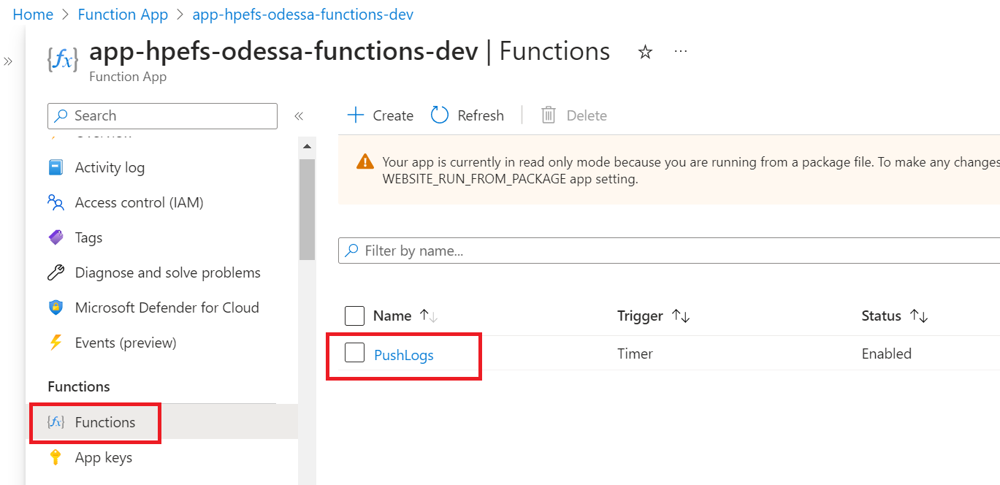 Home > Function App > app-hpefs-odessa-functions-dev
app-hpefs-odessa-functions-dev | Functions
Function App
Search
Activity log
Access control (IAM)
Tags
Diagnose and solve problems
Microsoft Defender for Cloud
Events (preview)
Functions
Functions
App keys
Create Refresh Delete
Your app is currently in read only mode because you are running from a package file. To make any changes
WEBSITE_RUN_FROM_PACKAGE app setting.
Filter by name...
Name Trigger Status
PushLogs Timer Enabled